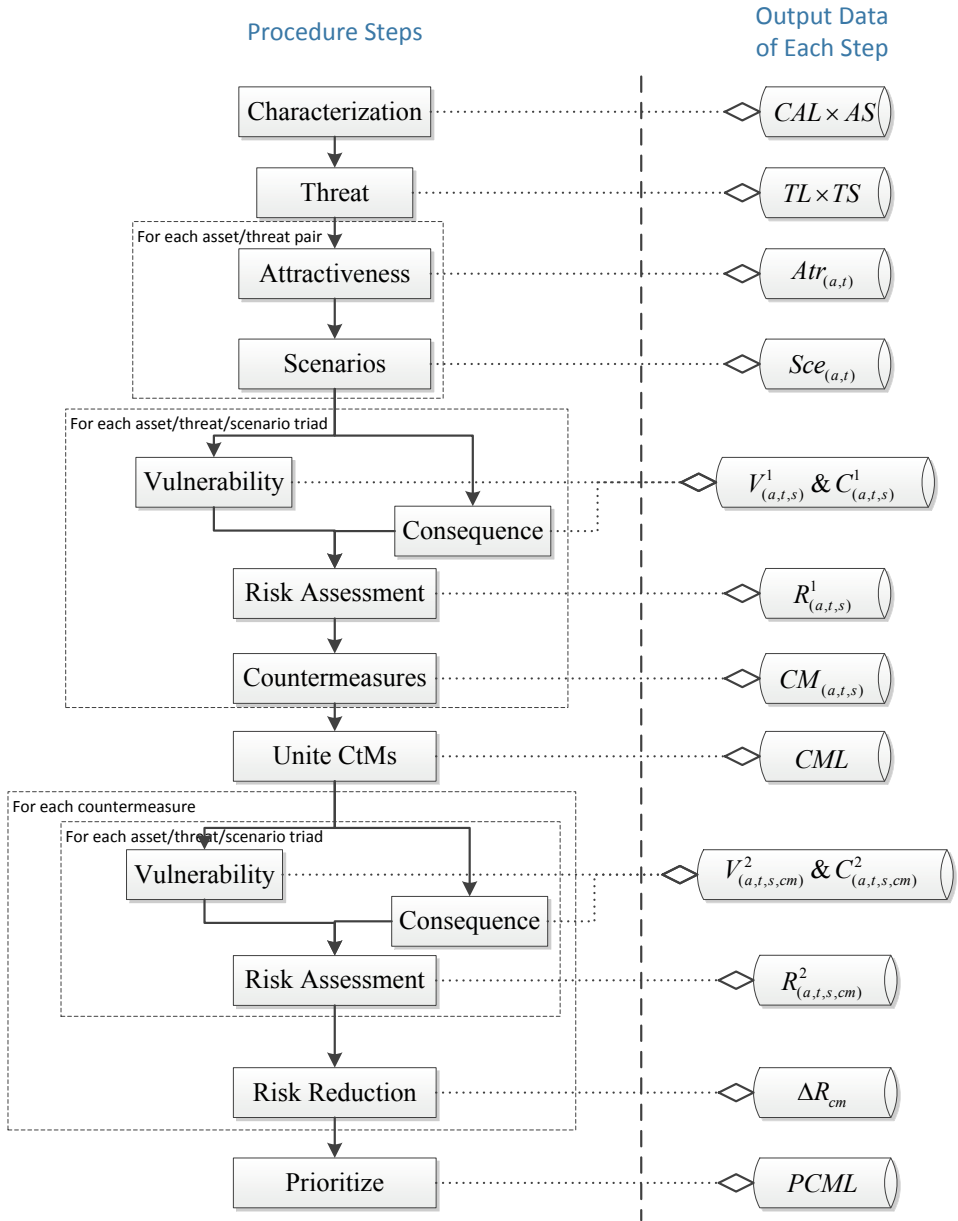 Procedure Steps
Output Data
of Each Step
Characterization
CAL × AS
Threat
TL × TS
For each asset/threat pair
Attractiveness
Atr(a,t)
Scenarios
Sce(a,t)
For each asset/threat/scenario triad
Vulnerability
V¹(a,t,s) & C¹(a,t,s)
Consequence
Risk Assessment
R¹(a,t,s)
Countermeasures
CM(a,t,s)
Unite CtMs
CML
For each countermeasure
For each asset/threat/scenario triad
Vulnerability
V²(a,t,s,cm) & C²(a,t,s,cm)
Consequence
Risk Assessment
R²(a,t,s,cm)
Risk Reduction
ΔRcm
Prioritize
PCML